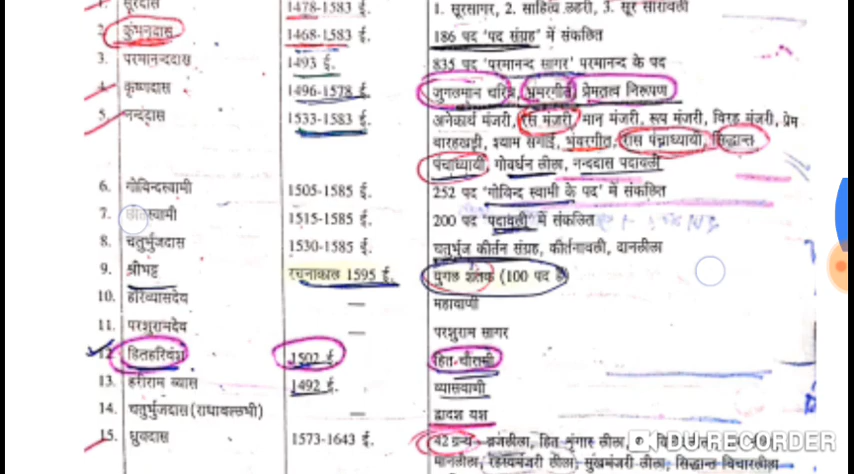 1. सूरदास 1478-1583 ई. 1. सूरसागर, 2. साहित्य लहरी, 3. सूर सारावली
2. कुंभनदास 1468-1583 ई. 186 पद 'पद संग्रह' में संकलित
3. परमानन्ददास 1493 ई. 835 पद 'परमानन्द सागर' परमानन्द के पद
4. कृष्णदास 1496-1578 ई. जुगलमान चरित्र, भ्रमरगीत, प्रेमतत्व निरूपण
5. नन्ददास 1533-1583 ई. अनेकार्थ मंजरी, रस मंजरी, मान मंजरी, रूप मंजरी, विरह मंजरी, प्रेम
बारहखड़ी, श्याम सगाई, भंवरगीत, रास पंचाध्यायी, सिद्धान्त
पंचाध्यायी, गोवर्धन लीला, नन्ददास पदावली
6. गोविन्दस्वामी 1505-1585 ई. 252 पद 'गोविन्द स्वामी के पद' में संकलित
7. छीतस्वामी 1515-1585 ई. 200 पद 'पदावली' में संकलित
8. चतुर्भुजदास 1530-1585 ई. चतुर्भुज कीर्तन संग्रह, कीर्तनावली, दानलीला
9. श्रीभट्ट रचनाकाल 1595 ई. युगल शतक (100 पद हैं)
10. हरिव्यासदेव — महावाणी
11. परशुरामदेव — परशुराम सागर
12. हितहरिवंश 1502 ई. हित चौरासी
13. हरीराम व्यास 1492 ई. व्यासवाणी
14. चतुर्भुजदास (राधावल्लभी) — द्वादश यश
15. ध्रुवदास 1573-1643 ई. 42 ग्रन्थ - ब्रजलीला, हित श्रृंगार लीला,
मानलीला, रहस्यमंजरी लीला, सुखमंजरी लीला, सिद्धान्त विचारलीला
DU RECORDER